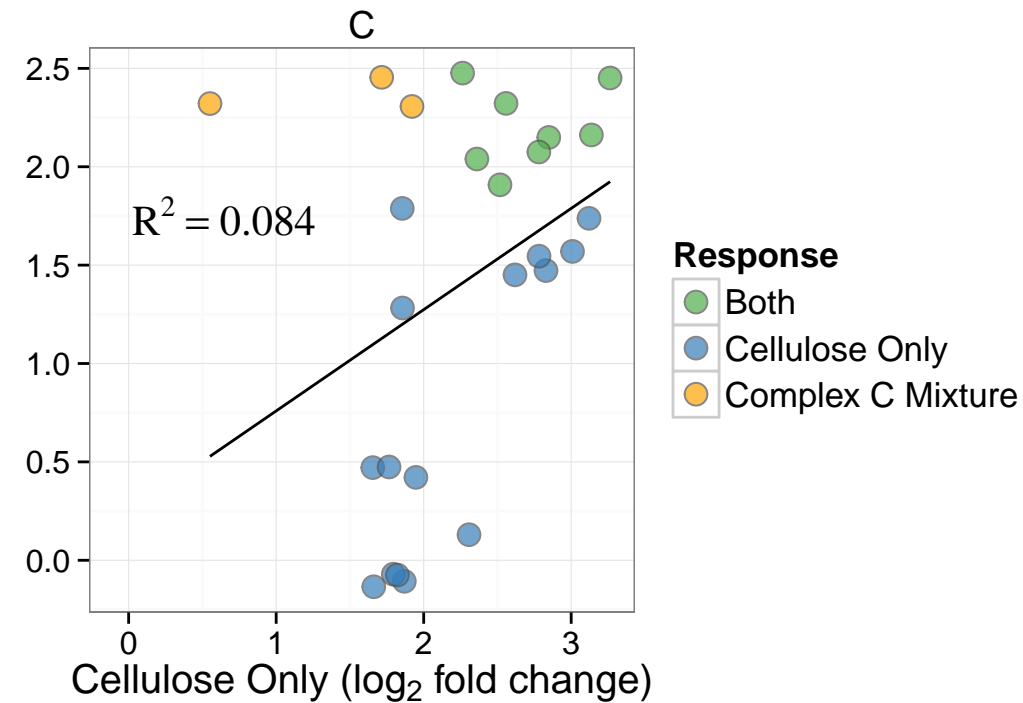 C
2.5
2.0
1.5
1.0
0.5
0.0
R² = 0.084
0 1 2 3
Cellulose Only (log₂ fold change)
Response
Both
Cellulose Only
Complex C Mixture